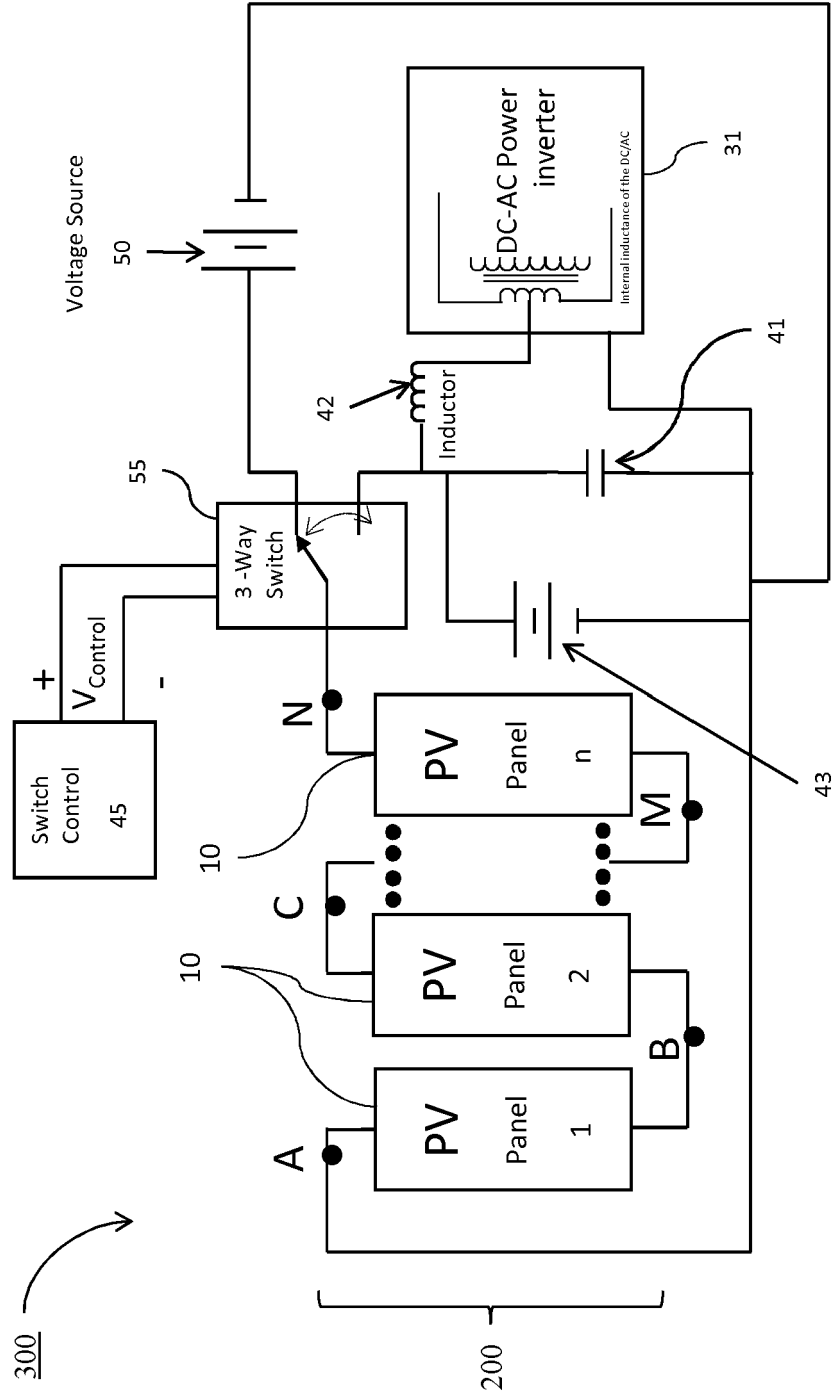 300
Switch
Control
45
+
VControl
-
55
3 -Way
Switch
Voltage Source
50
10
10
A
C
N
42
Inductor
DC-AC Power
inverter
Internal inductance of the DC/AC
31
PV
Panel
1
PV
Panel
2
PV
Panel
n
B
M
43
41
200